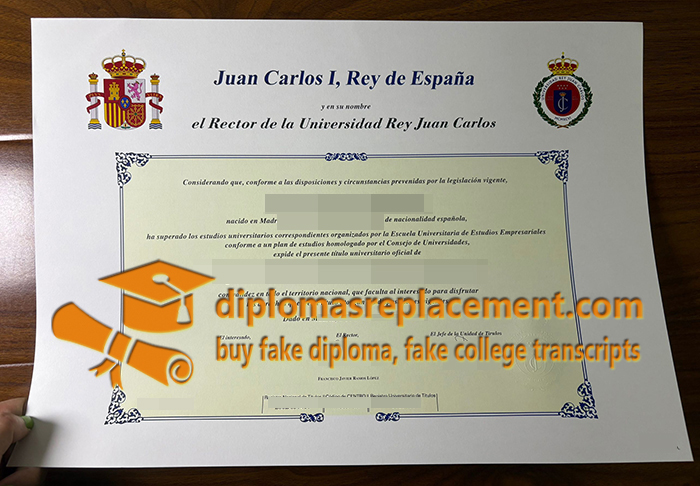 Juan Carlos I, Rey de España
y en su nombre
el Rector de la Universidad Rey Juan Carlos
Considerando que, conforme a las disposiciones y circunstancias prevenidas por la legislación vigente,
nacido en Madr de nacionalidad española,
ha superado los estudios universitarios correspondientes organizados por la Escuela Universitaria de Estudios Empresariales
conforme a un plan de estudios homologado por el Consejo de Universidades,
expide el presente título universitario oficial de
en todo el territorio nacional, que faculta al interesado para disfrutar
diplomasreplacement.com
Dado en M
El interesado,
El Rector,
El Jefe de la Unidad de Títulos
buy fake diploma, fake college transcripts
FRANCISCO JAVIER RAMOS LÓPEZ